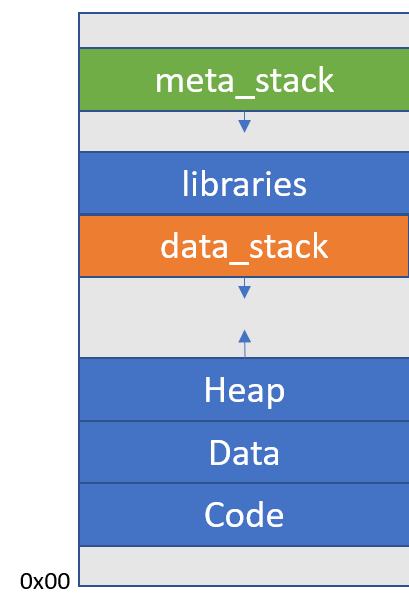 meta_stack
libraries
data_stack
Heap
Data
Code
0x00